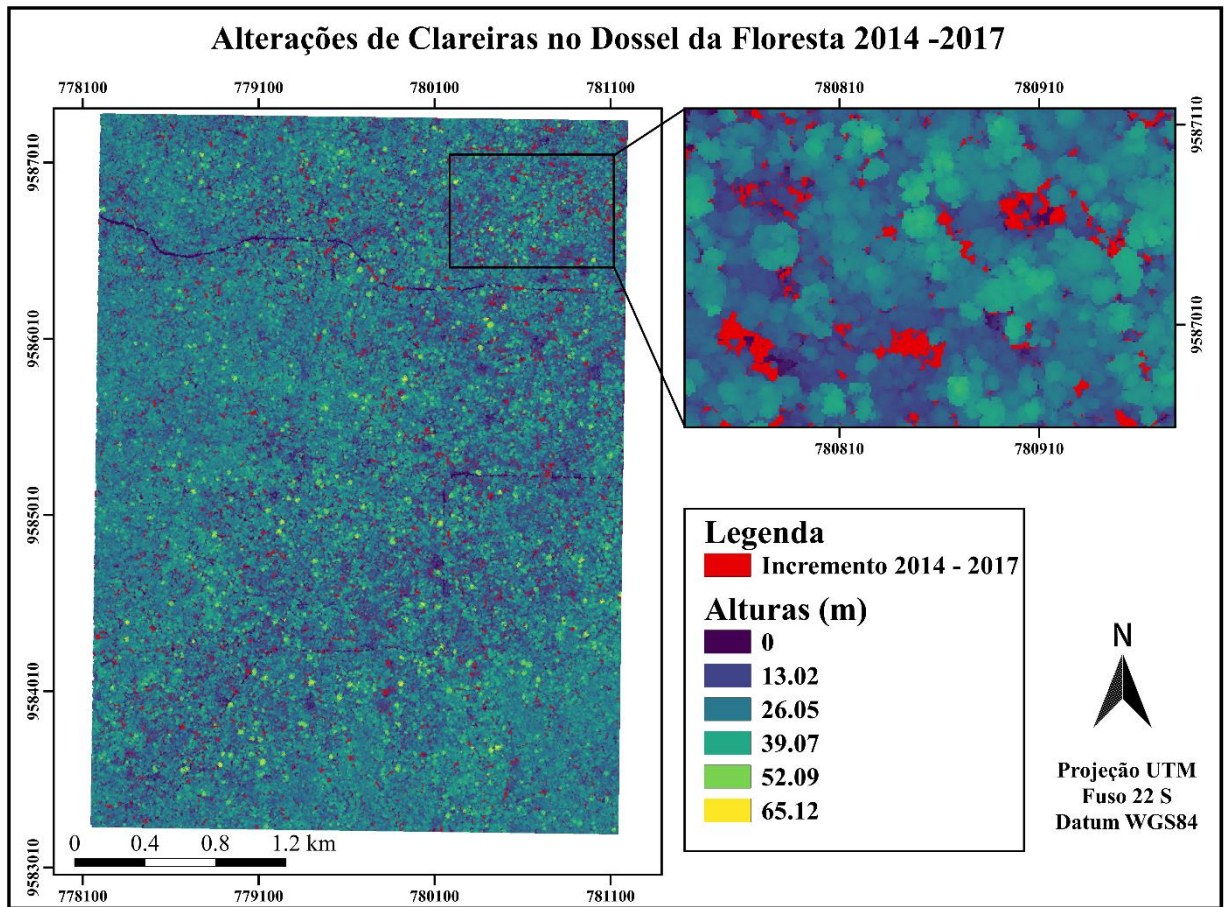 Alterações de Clareiras no Dossel da Floresta 2014 -2017
778100 779100 780100 781100
780810 780910
9587010
9586010
9585010
9584010
9583010
9587110
9587010
780810 780910
0 0.4 0.8 1.2 km
778100 779100 780100 781100
Legenda
Incremento 2014 - 2017
Alturas (m)
0
13.02
26.05
39.07
52.09
65.12
N
Projeção UTM
Fuso 22 S
Datum WGS84